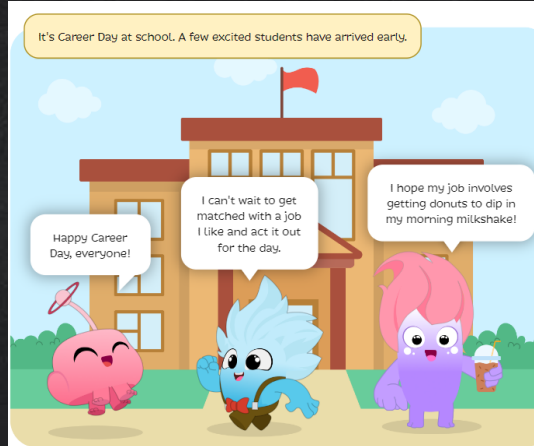 It's Career Day at school. A few excited students have arrived early.
Happy Career
Day, everyone!
I can't wait to get
matched with a job
I like and act it out
for the day.
I hope my job involves
getting donuts to dip in
my morning milkshake!